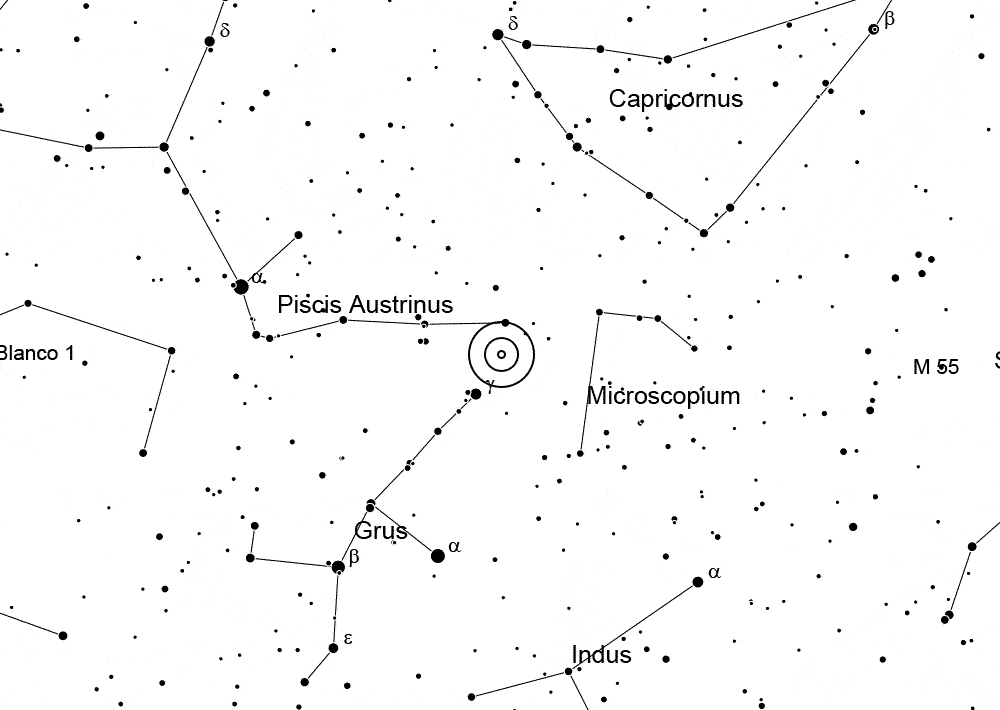 δ
δ
β
Capricornus
α
Piscis Austrinus
Blanco 1
M 55
γ
Microscopium
Grus
α
β
α
ε
Indus